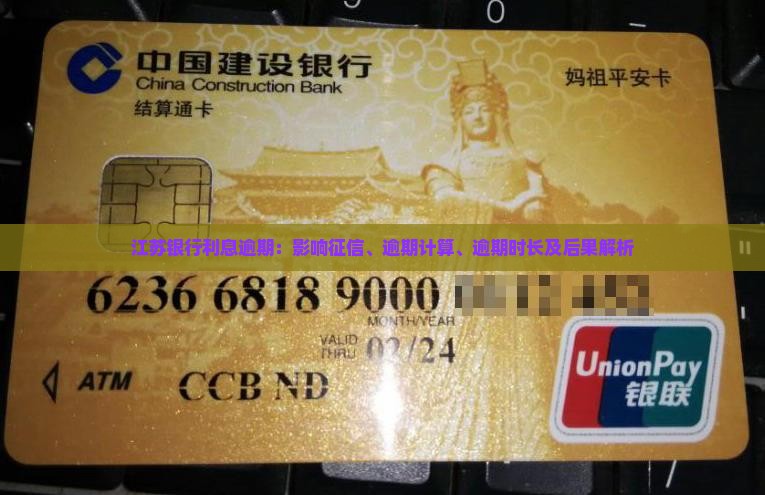 0
中国建设银行
China Construction Bank
结算通卡
妈祖平安卡
江苏银行利息逾期：影响征信、逾期计算、逾期时长及后果解析
6236 6818 9000
MONTH/YEAR
VALID
THRU
02/24
ATM
CCB ND
UnionPay
银联